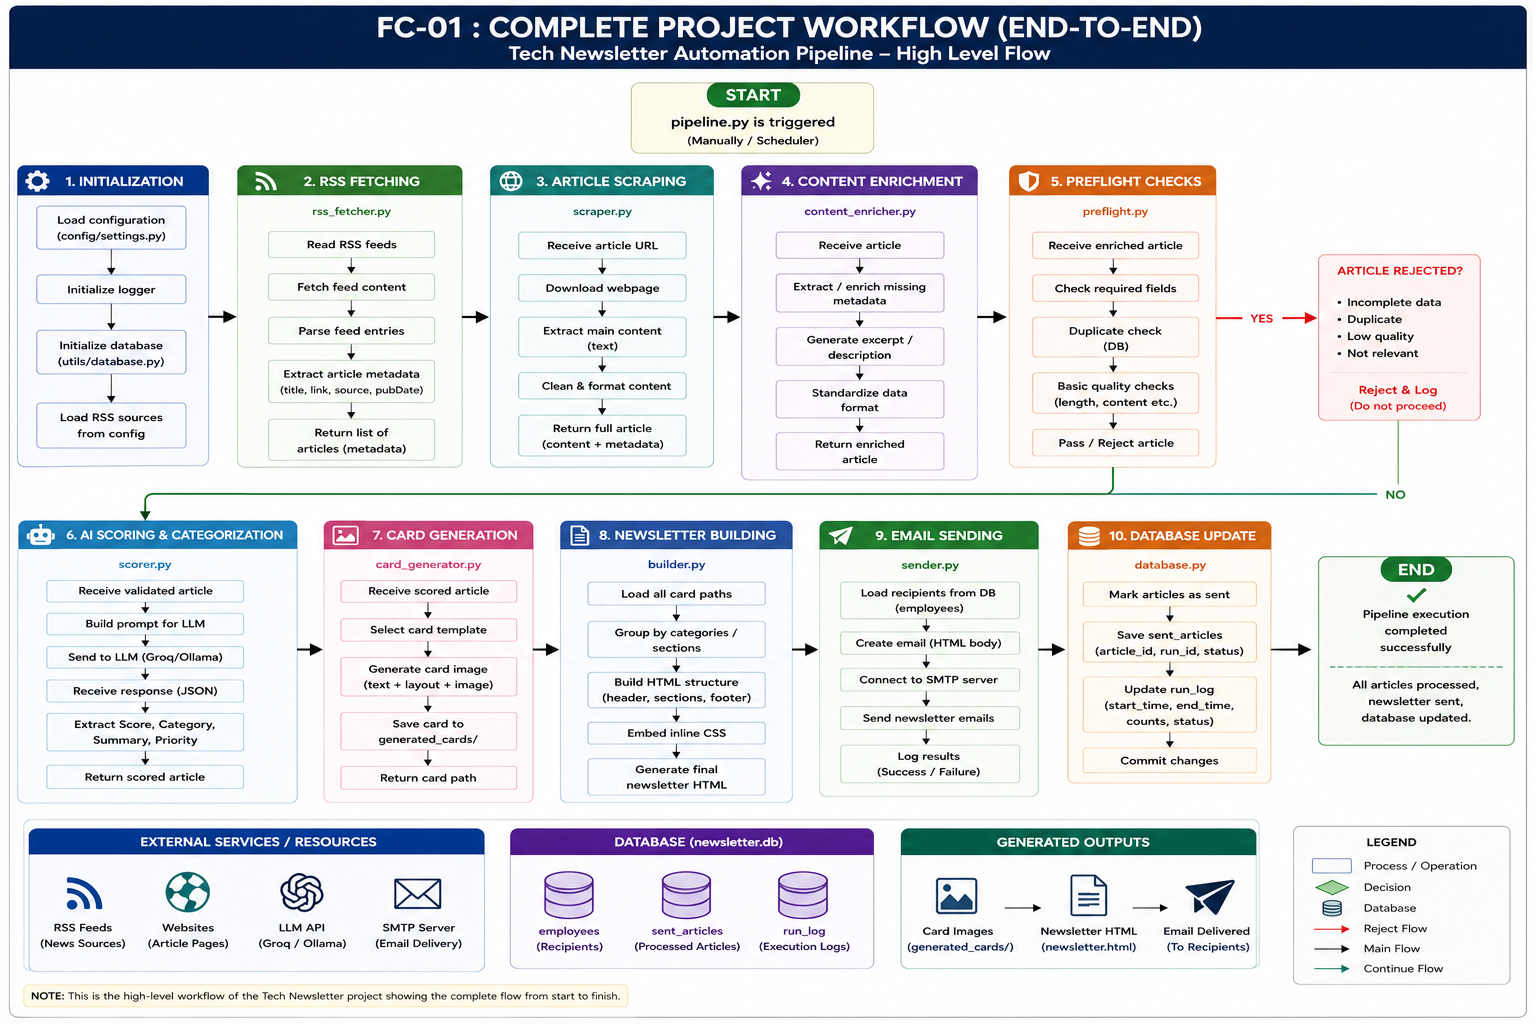 FC-01 : COMPLETE PROJECT WORKFLOW (END-TO-END)
Tech Newsletter Automation Pipeline – High Level Flow
START
pipeline.py is triggered
(Manually / Scheduler)
1. INITIALIZATION
Load configuration
(config/settings.py)
Initialize logger
Initialize database
(utils/database.py)
Load RSS sources
from config
2. RSS FETCHING
rss_fetcher.py
Read RSS feeds
Fetch feed content
Parse feed entries
Extract article metadata
(title, link, source, pubDate)
Return list of
articles (metadata)
3. ARTICLE SCRAPING
scraper.py
Receive article URL
Download webpage
Extract main content
(text)
Clean & format content
Return full article
(content + metadata)
4. CONTENT ENRICHMENT
content_enricher.py
Receive article
Extract / enrich missing
metadata
Generate excerpt /
description
Standardize data
format
Return enriched
article
5. PREFLIGHT CHECKS
preflight.py
Receive enriched article
Check required fields
Duplicate check
(DB)
Basic quality checks
(length, content etc.)
Pass / Reject article
YES
ARTICLE REJECTED?
• Incomplete data
• Duplicate
• Low quality
• Not relevant
Reject & Log
(Do not proceed)
NO
6. AI SCORING & CATEGORIZATION
scorer.py
Receive validated article
Build prompt for LLM
Send to LLM (Groq/Ollama)
Receive response (JSON)
Extract Score, Category,
Summary, Priority
Return scored article
7. CARD GENERATION
card_generator.py
Receive scored article
Select card template
Generate card image
(text + layout + image)
Save card to
generated_cards/
Return card path
8. NEWSLETTER BUILDING
builder.py
Load all card paths
Group by categories /
sections
Build HTML structure
(header, sections, footer)
Embed inline CSS
Generate final
newsletter HTML
9. EMAIL SENDING
sender.py
Load recipients from DB
(employees)
Create email (HTML body)
Connect to SMTP server
Send newsletter emails
Log results
(Success / Failure)
10. DATABASE UPDATE
database.py
Mark articles as sent
Save sent_articles
(article_id, run_id, status)
Update run_log
(start_time, end_time,
counts, status)
Commit changes
END
Pipeline execution
completed
successfully
All articles processed,
newsletter sent,
database updated.
EXTERNAL SERVICES / RESOURCES
RSS Feeds
(News Sources)
Websites
(Article Pages)
LLM API
(Groq / Ollama)
SMTP Server
(Email Delivery)
DATABASE (newsletter.db)
employees
(Recipients)
sent_articles
(Processed Articles)
run_log
(Execution Logs)
GENERATED OUTPUTS
Card Images
(generated_cards/)
Newsletter HTML
(newsletter.html)
Email Delivered
(To Recipients)
LEGEND
Process / Operation
Decision
Database
Reject Flow
Main Flow
Continue Flow
NOTE: This is the high-level workflow of the Tech Newsletter project showing the complete flow from start to finish.